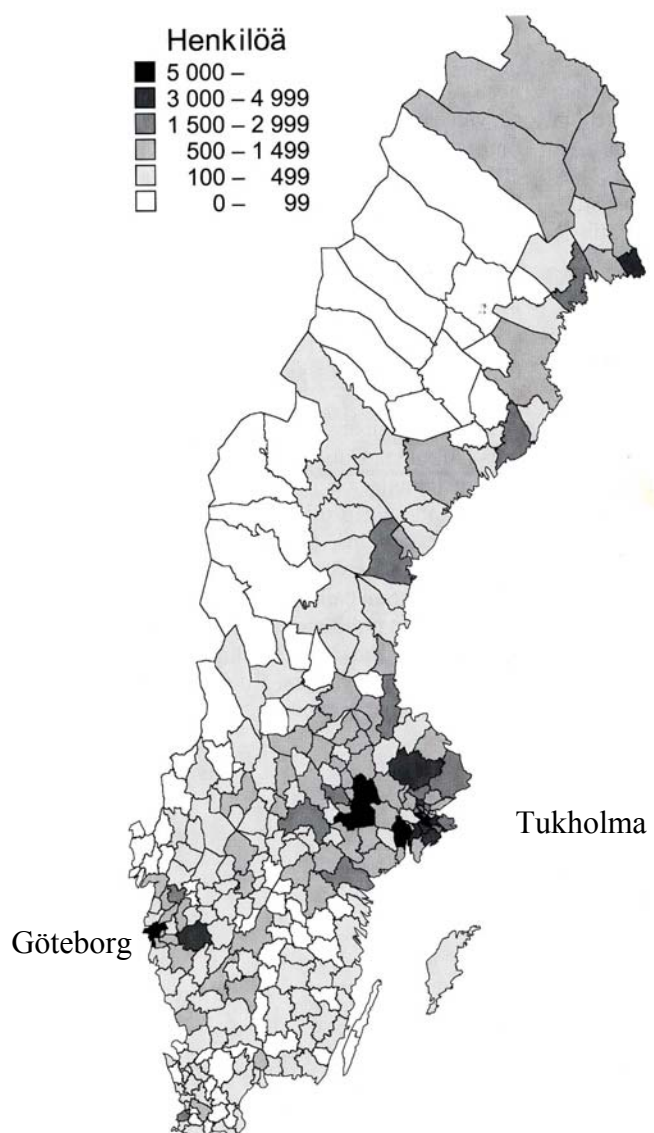 Henkilöä
5 000 –
3 000 – 4 999
1 500 – 2 999
500 – 1 499
100 – 499
0 – 99
Tukholma
Göteborg